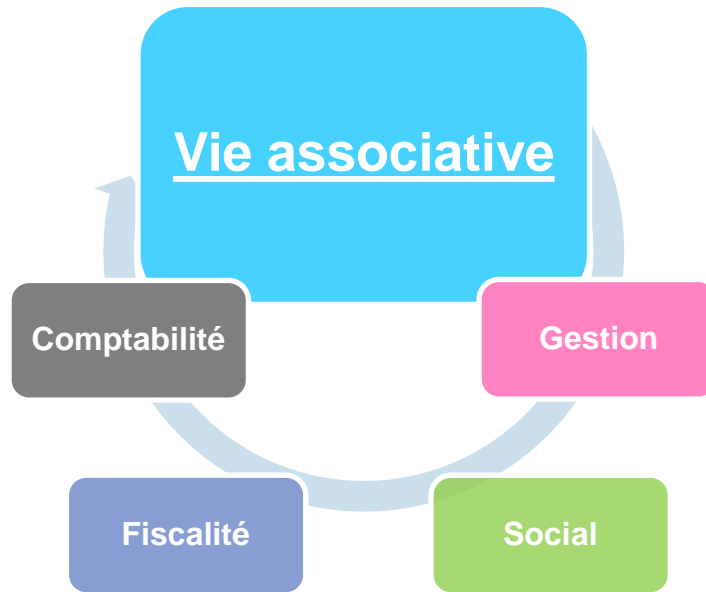 Vie associative
Comptabilité
Gestion
Fiscalité
Social